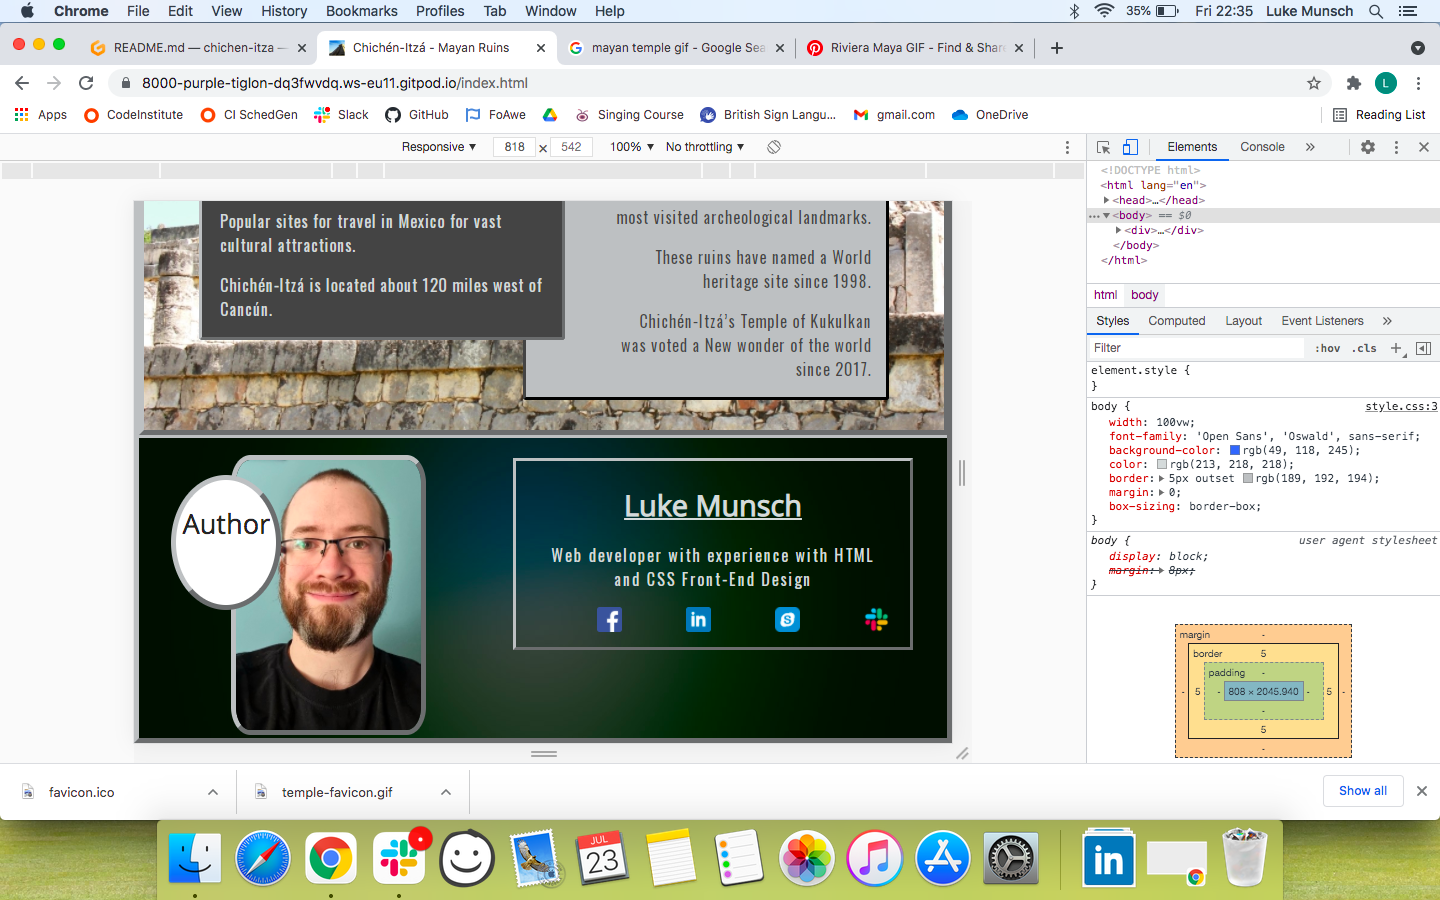 Chrome File Edit View History Bookmarks Profiles Tab Window Help 35% Fri 22:35 Luke Munsch
README.md — chichen-itza — Chichén-Itzá - Mayan Ruins mayan temple gif - Google Sea Riviera Maya GIF - Find & Share
8000-purple-tiglon-dq3fwvdq.ws-eu11.gitpod.io/index.html L
Apps CodeInstitute CI SchedGen Slack GitHub FoAwe Singing Course British Sign Langu... gmail.com OneDrive Reading List
Responsive ▾ 818 × 542 100% ▾ No throttling ▾
Popular sites for travel in Mexico for vast
cultural attractions.
Chichén-Itzá is located about 120 miles west of
Cancún.
most visited archeological landmarks.
These ruins have named a World
heritage site since 1998.
Chichén-Itzá's Temple of Kukulkan
was voted a New wonder of the world
since 2017.
Author
Luke Munsch
Web developer with experience with HTML
and CSS Front-End Design
Elements Console »
<!DOCTYPE html>
<html lang="en">
<head>…</head>
<body> == $0
<div>…</div>
</body>
</html>
html body
Styles Computed Layout Event Listeners »
Filter :hov .cls +
element.style {
}
body { style.css:3
width: 100vw;
font-family: 'Open Sans', 'Oswald', sans-serif;
background-color: rgb(49, 118, 245);
color: rgb(213, 218, 218);
border: 5px outset rgb(189, 192, 194);
margin: 0;
box-sizing: border-box;
}
body { user agent stylesheet
display: block;
margin: 8px;
}
margin -
border 5
padding -
- 5 - 808 × 2045.940 - 5 -
-
5
-
favicon.ico temple-favicon.gif Show all
JUL
23